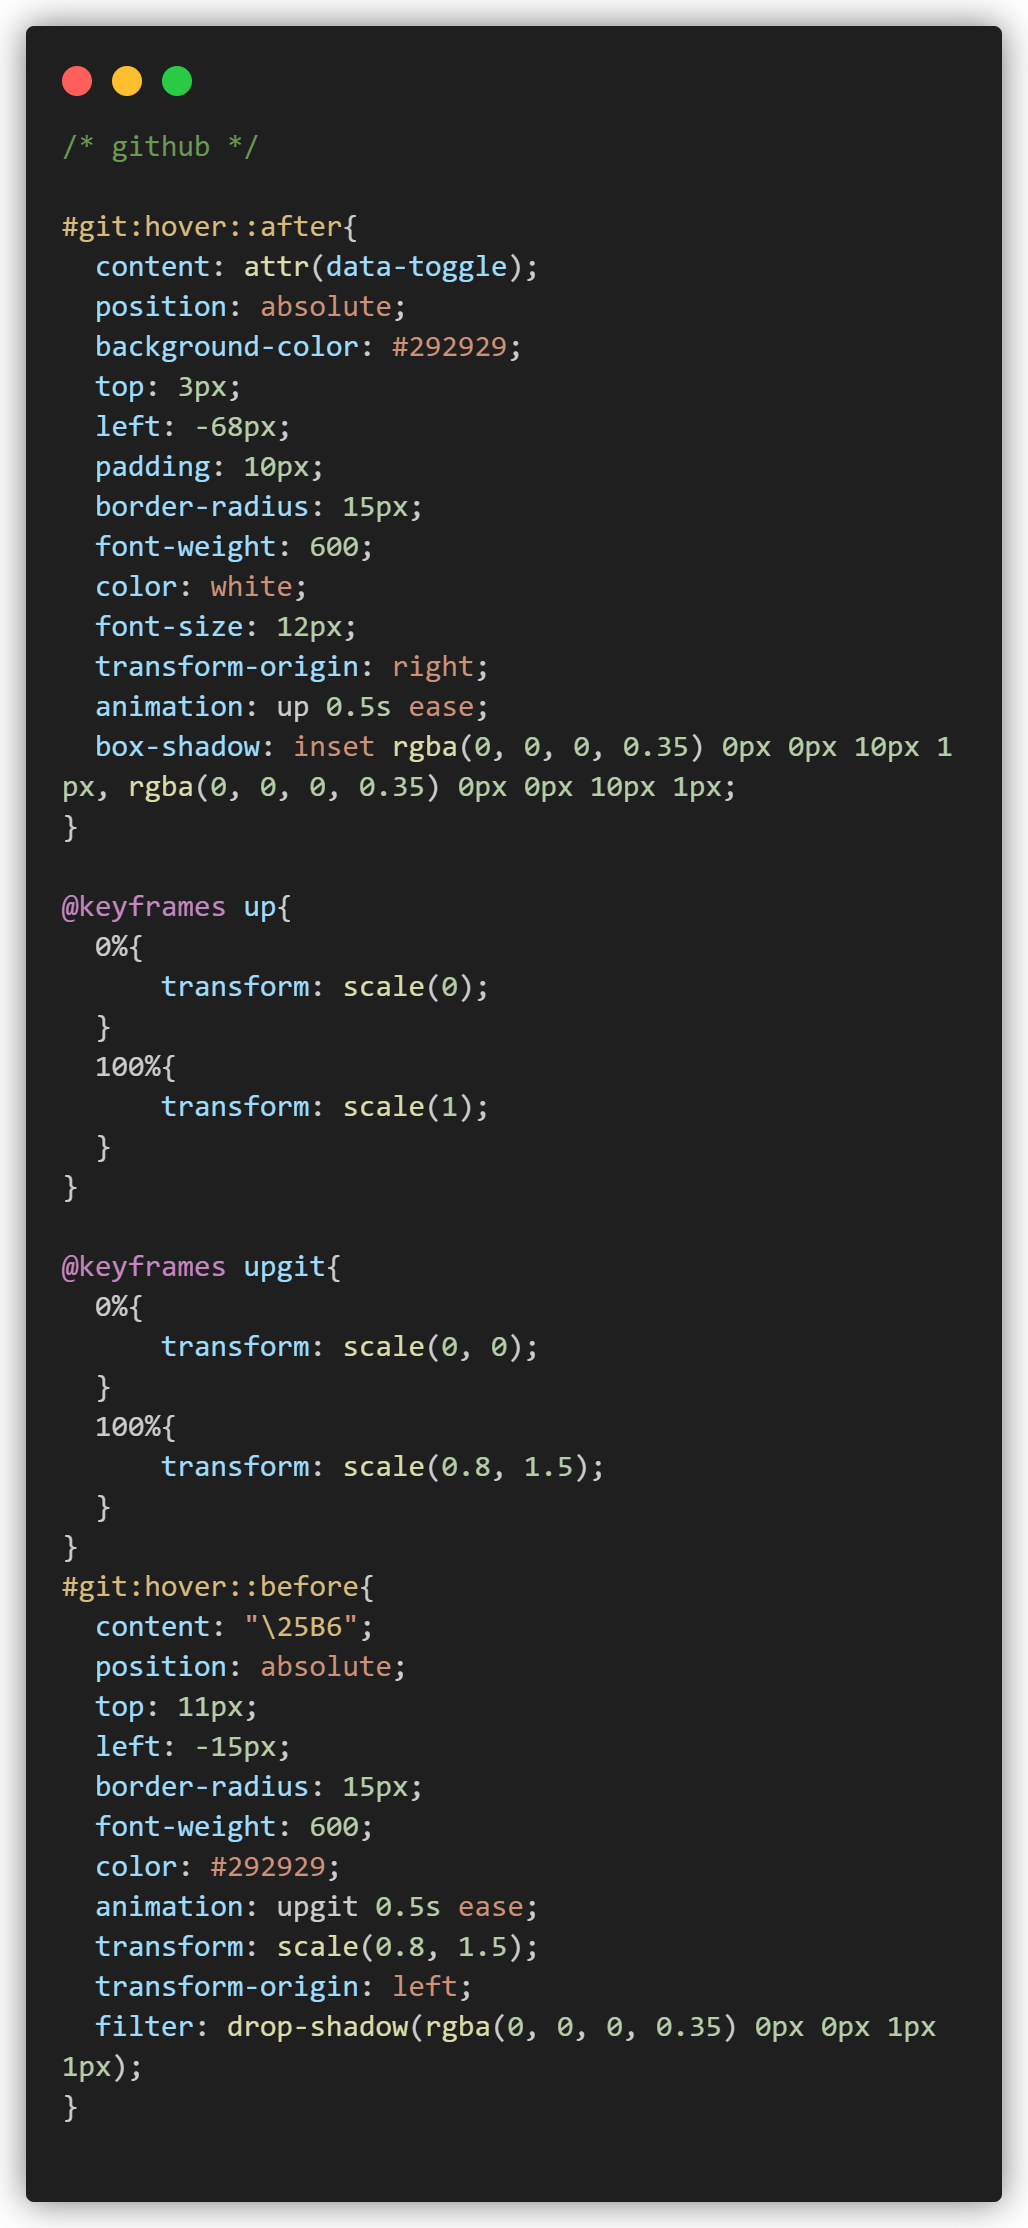 /* github */

#git:hover::after{
  content: attr(data-toggle);
  position: absolute;
  background-color: #292929;
  top: 3px;
  left: -68px;
  padding: 10px;
  border-radius: 15px;
  font-weight: 600;
  color: white;
  font-size: 12px;
  transform-origin: right;
  animation: up 0.5s ease;
  box-shadow: inset rgba(0, 0, 0, 0.35) 0px 0px 10px 1
px, rgba(0, 0, 0, 0.35) 0px 0px 10px 1px;
}

@keyframes up{
  0%{
      transform: scale(0);
  }
  100%{
      transform: scale(1);
  }
}

@keyframes upgit{
  0%{
      transform: scale(0, 0);
  }
  100%{
      transform: scale(0.8, 1.5);
  }
}
#git:hover::before{
  content: "\25B6";
  position: absolute;
  top: 11px;
  left: -15px;
  border-radius: 15px;
  font-weight: 600;
  color: #292929;
  animation: upgit 0.5s ease;
  transform: scale(0.8, 1.5);
  transform-origin: left;
  filter: drop-shadow(rgba(0, 0, 0, 0.35) 0px 0px 1px
1px);
}